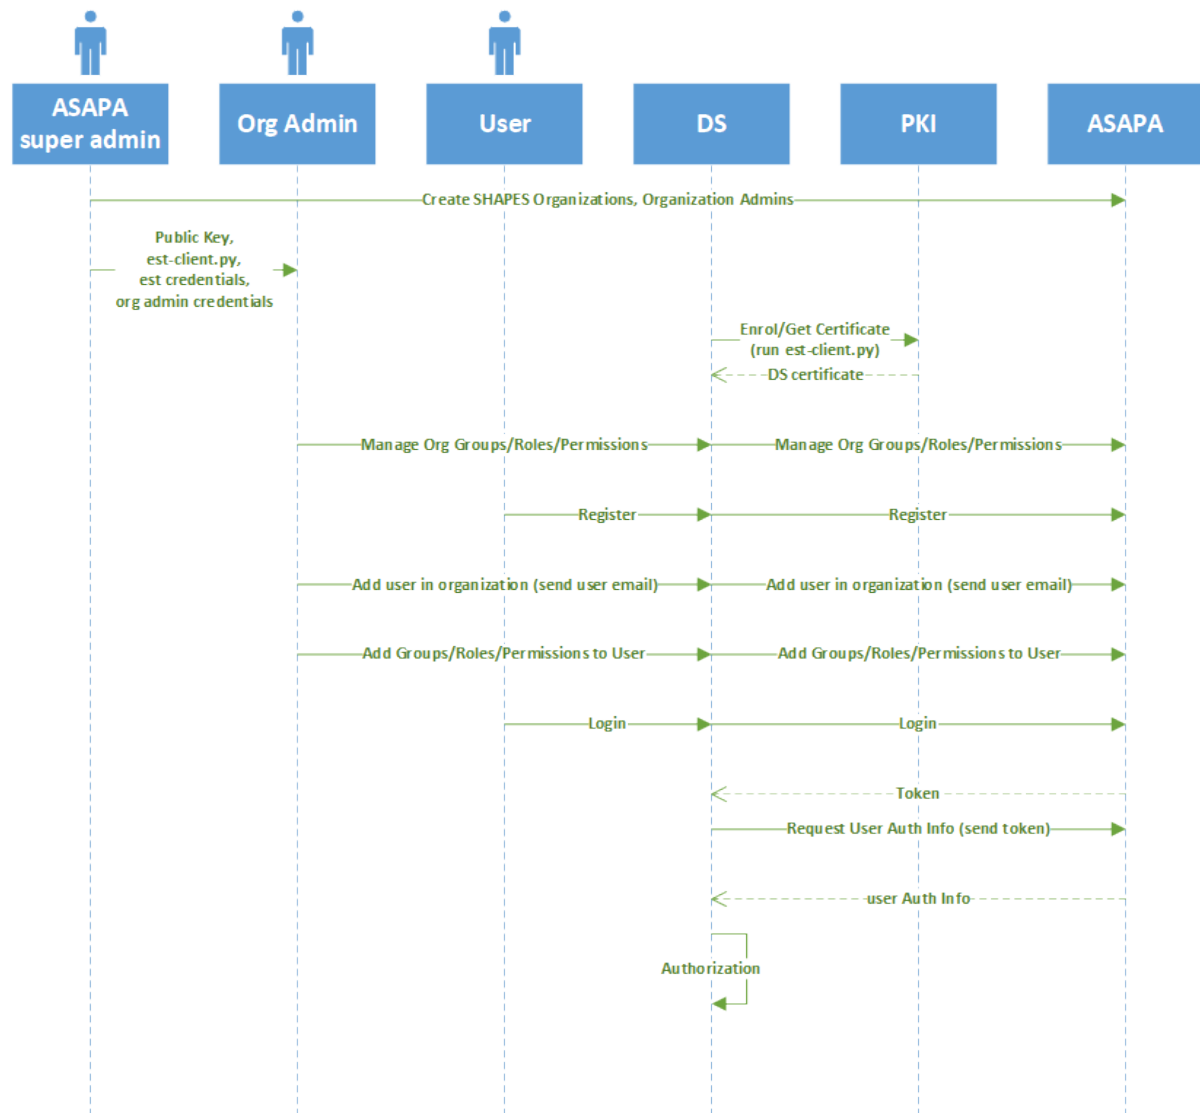 ASAPA
super admin
Org Admin
User
DS
PKI
ASAPA
Create SHAPES Organizations, Organization Admins
Public Key,
est-client.py,
est credentials,
org admin credentials
Enrol/Get Certificate
(run est-client.py)
DS certificate
Manage Org Groups/Roles/Permissions
Manage Org Groups/Roles/Permissions
Register
Register
Add user in organization (send user email)
Add user in organization (send user email)
Add Groups/Roles/Permissions to User
Add Groups/Roles/Permissions to User
Login
Login
Token
Request User Auth Info (send token)
user Auth Info
Authorization